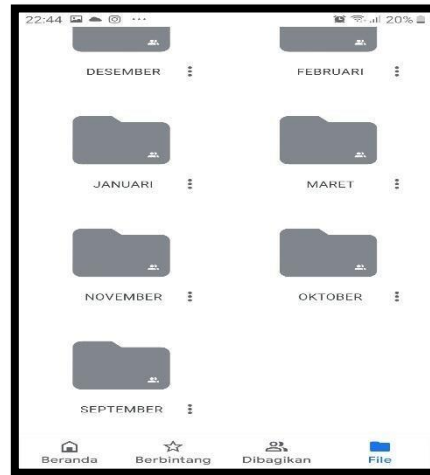 22:44 ... 20%
DESEMBER FEBRUARI
JANUARI MARET
NOVEMBER OKTOBER
SEPTEMBER
Beranda Berbintang Dibagikan File